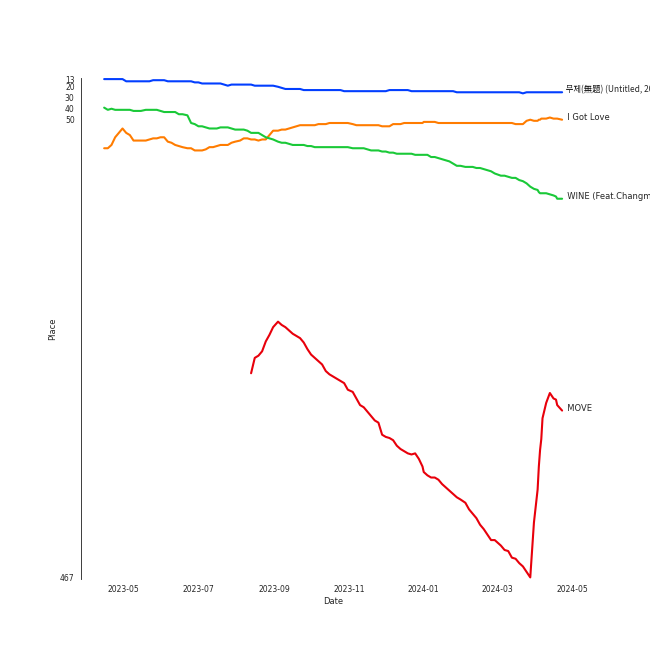 13
20
30
40
50
467
Place
무제(無題) (Untitled, 20
I Got Love
WINE (Feat.Changm
MOVE
2023-05 2023-07 2023-09 2023-11 2024-01 2024-03 2024-05
Date